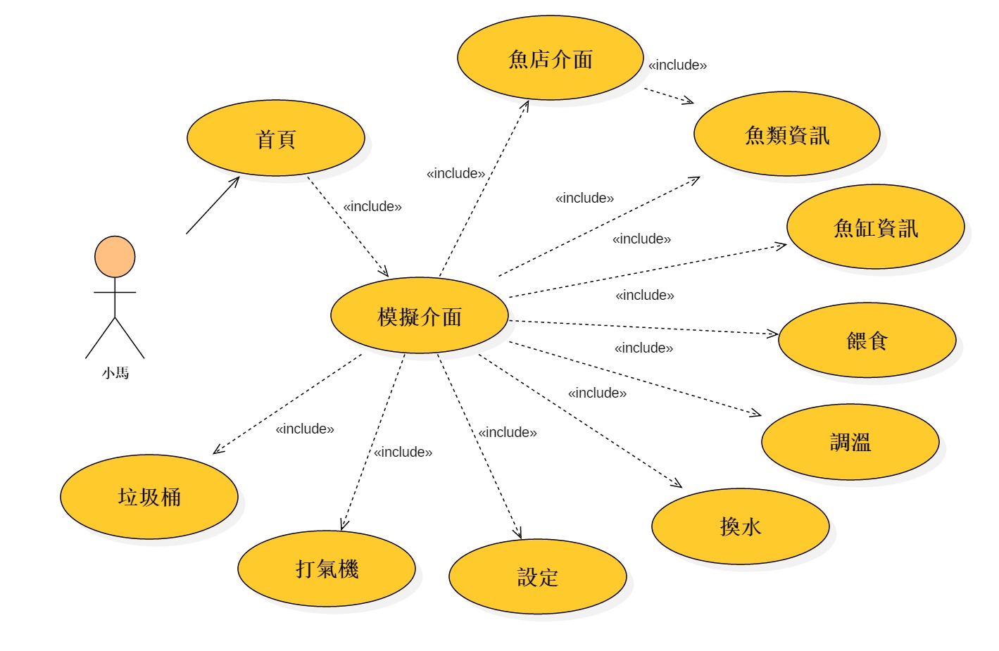 魚店介面
«include»
魚類資訊
首頁
«include»
«include»
«include»
魚缸資訊
«include»
«include»
模擬介面
餵食
«include»
小馬
«include»
調溫
«include»
«include»
«include»
垃圾桶
換水
打氣機
設定